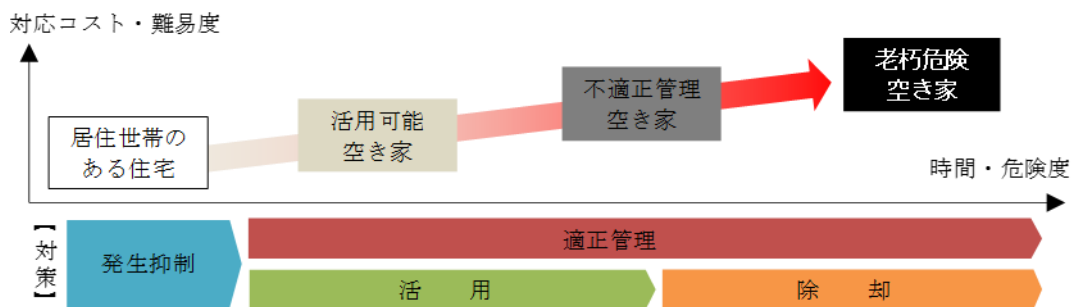 対応コスト・難易度
老朽危険
空き家
不適正管理
空き家
活用可能
空き家
居住世帯の
ある住宅
時間・危険度
【対策】
発生抑制
適正管理
活　用
除　却